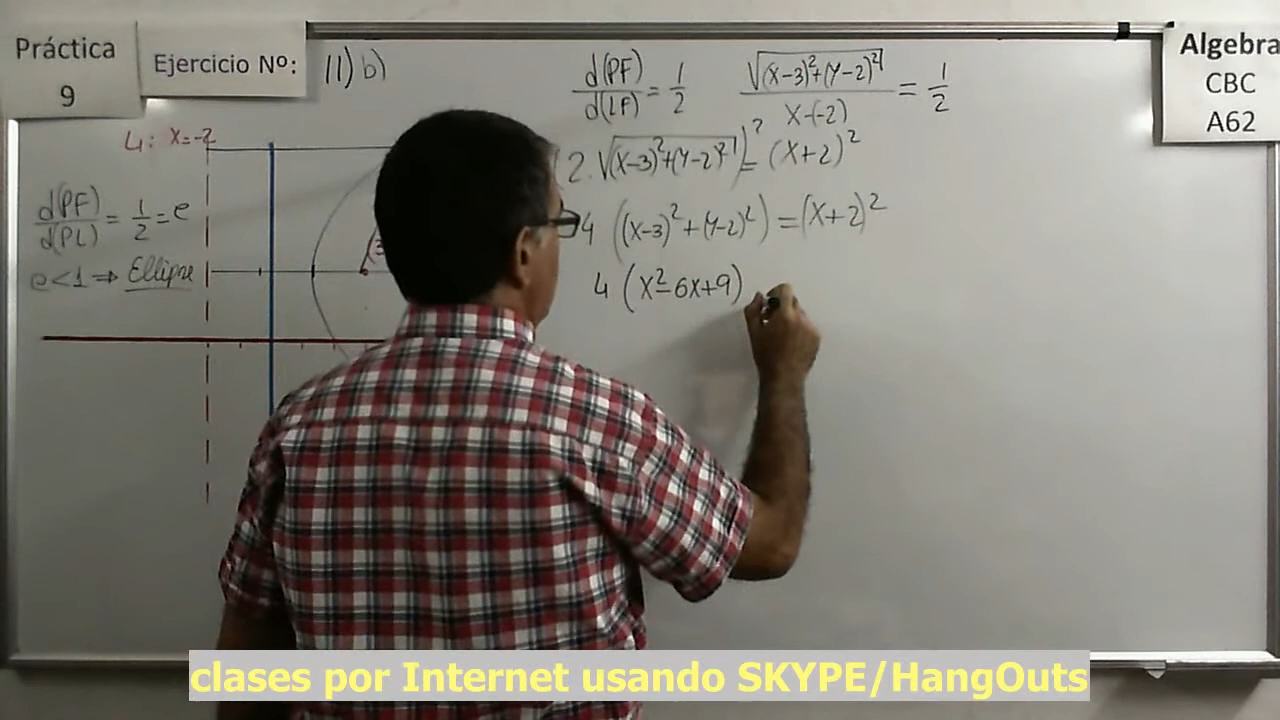 Práctica
9
Ejercicio Nº: 11) b)
Algebra
CBC
A62
L: x=-2
d(PF)/d(PL) = 1/2 = e
e<1 ⇒ Ellipse
d(PF)/d(LP) = 1/2
√((x-3)²+(y-2)²)/(x-(-2)) = 1/2
(2.√((x-3)²+(y-2)²))² = (x+2)²
4 ((x-3)²+(y-2)²) = (x+2)²
4 (x²-6x+9)
clases por Internet usando SKYPE/HangOuts